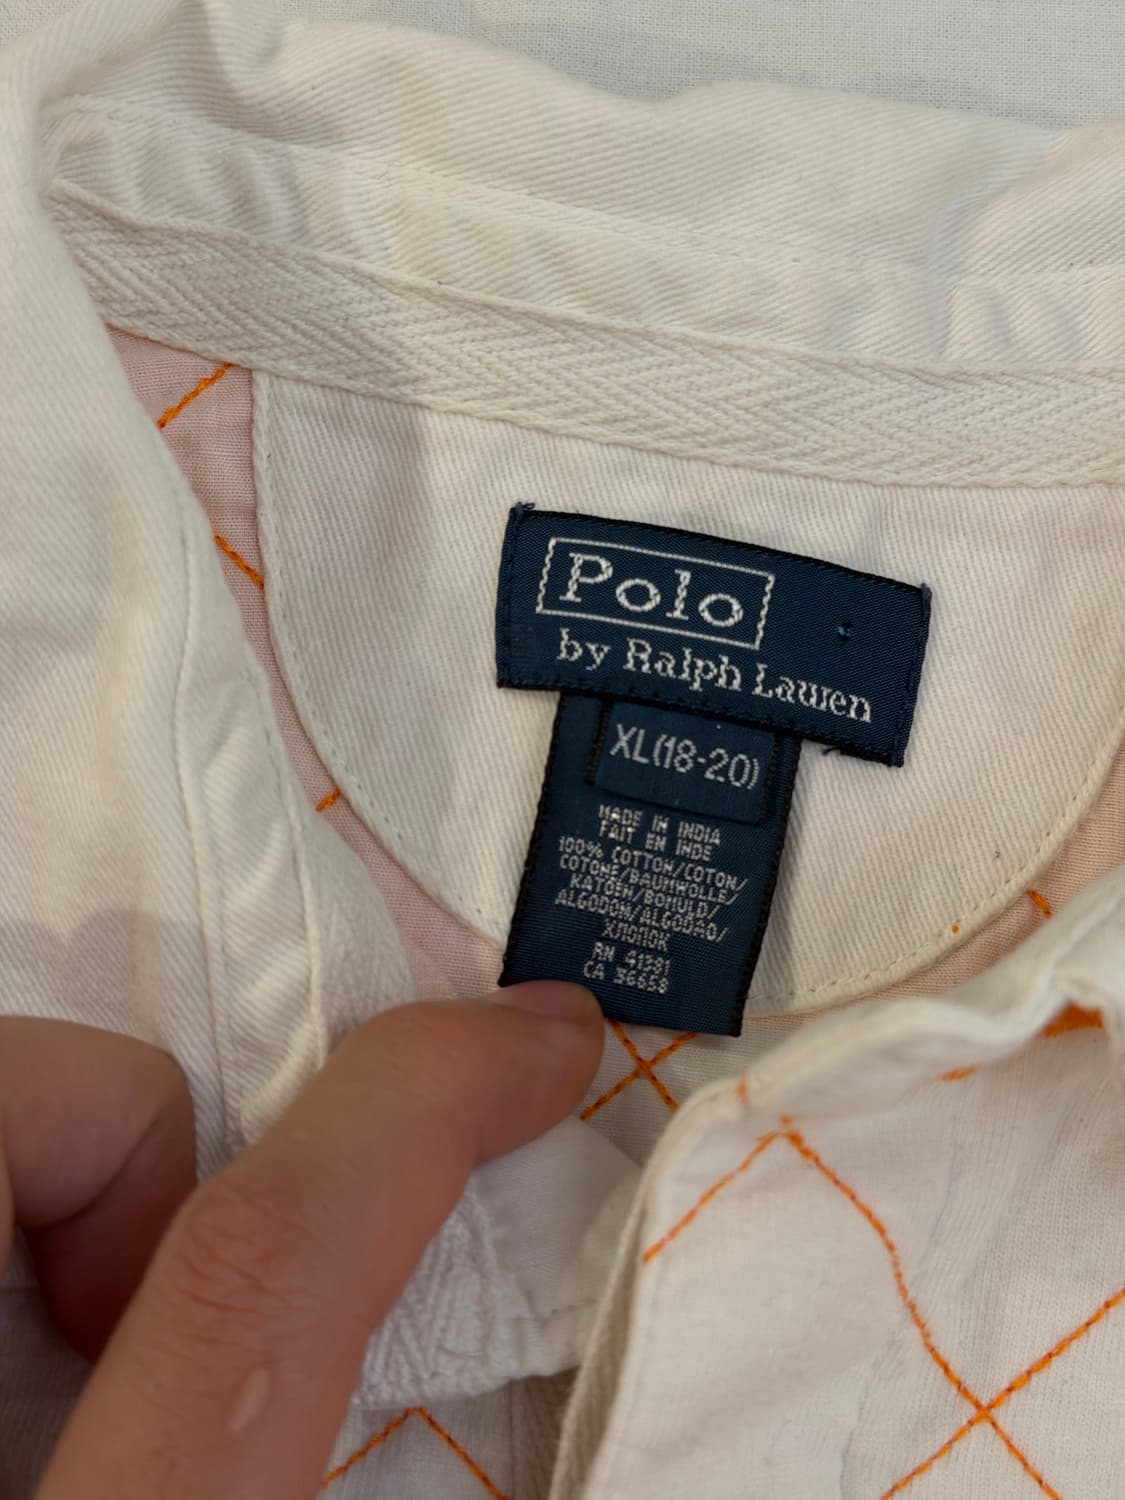 Polo
by Ralph Lauren
XL(18-20)
MADE IN INDIA
FAIT EN INDE
100% COTTON/COTON/
COTONE/BAUMWOLLE/
KATOEN/BOMULD/
ALGODON/ALGODAO/
ХЛОПОК
RN 41381
CA 36658